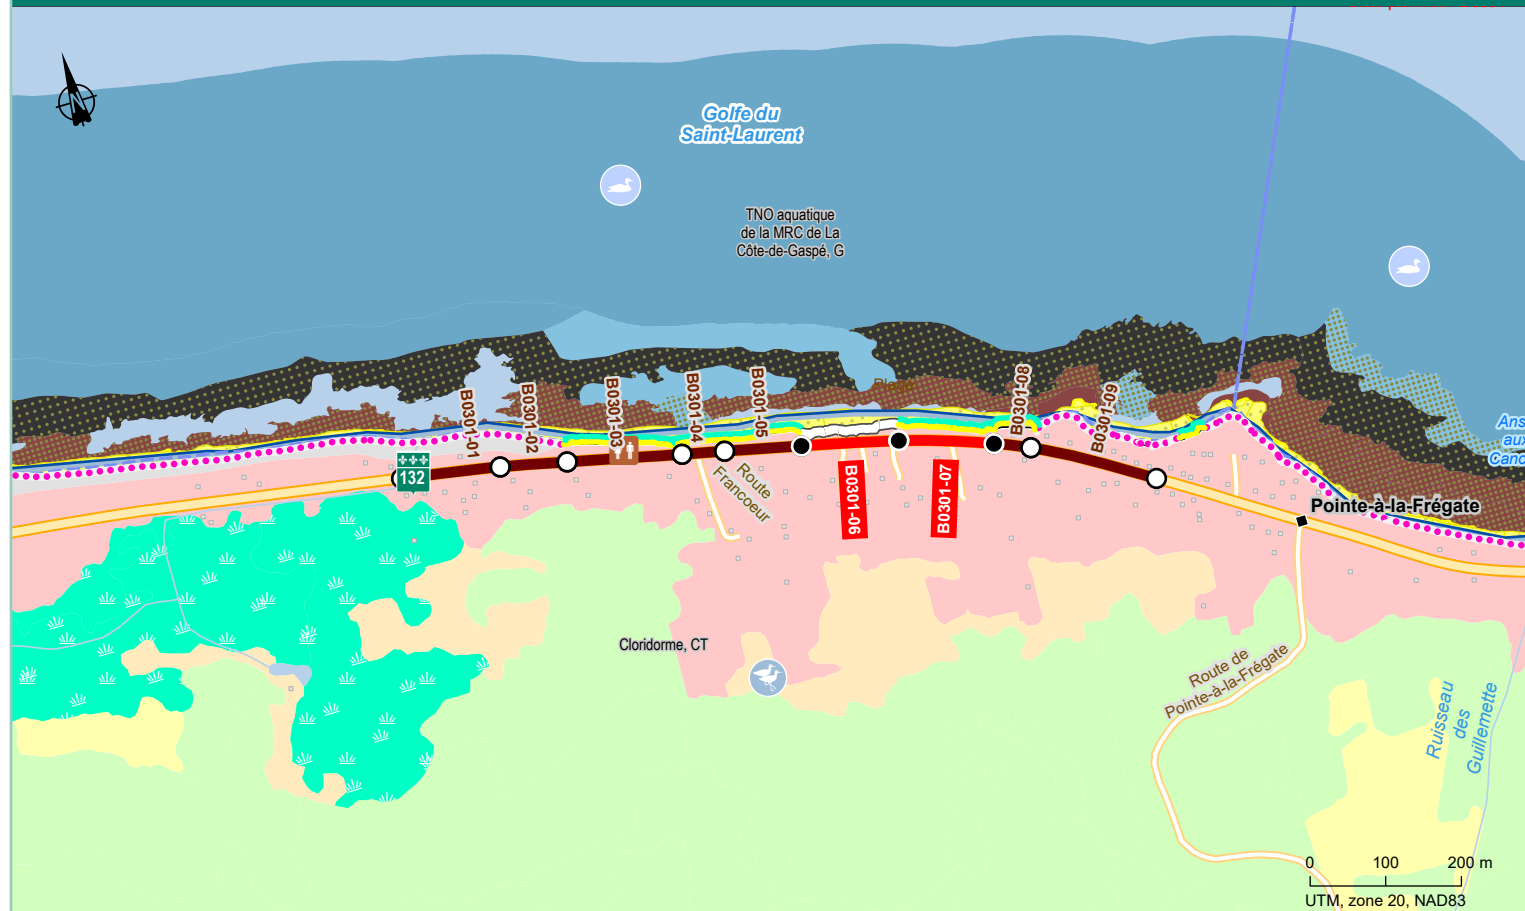 N
Golfe du
Saint-Laurent
TNO aquatique
de la MRC de La
Côte-de-Gaspé, G
Plage
B0301-01
B0301-02
B0301-03
B0301-04
B0301-05
B0301-06
B0301-07
B0301-08
B0301-09
132
Route
Francoeur
Pointe-à-la-Frégate
Cloridorme, CT
Route de
Pointe-à-la-Frégate
Ruisseau
des
Guillemette
0 100 200 m
UTM, zone 20, NAD83